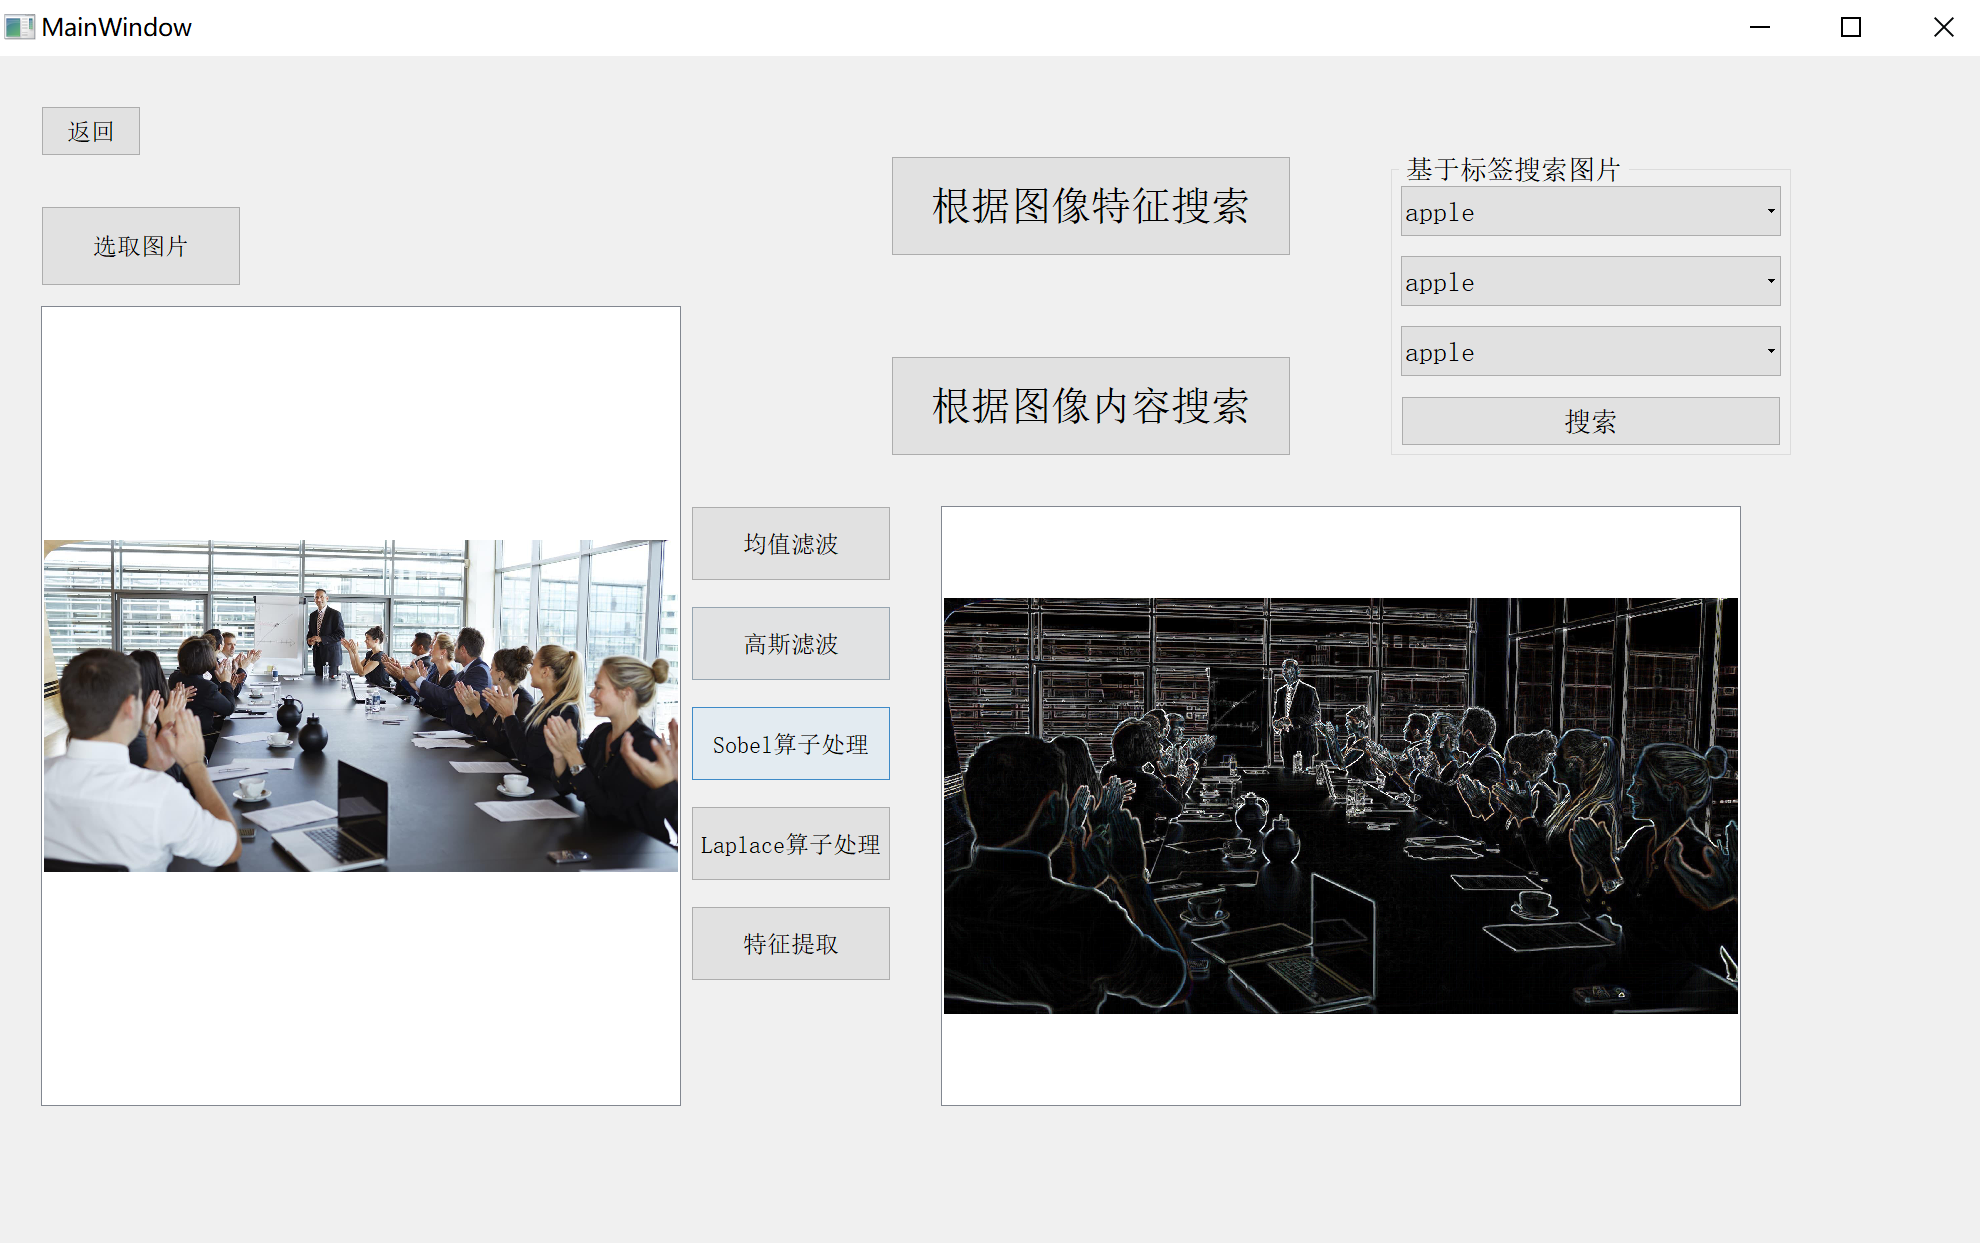 MainWindow
返回
选取图片
根据图像特征搜索
根据图像内容搜索
基于标签搜索图片
apple
apple
apple
搜索
均值滤波
高斯滤波
Sobel算子处理
Laplace算子处理
特征提取